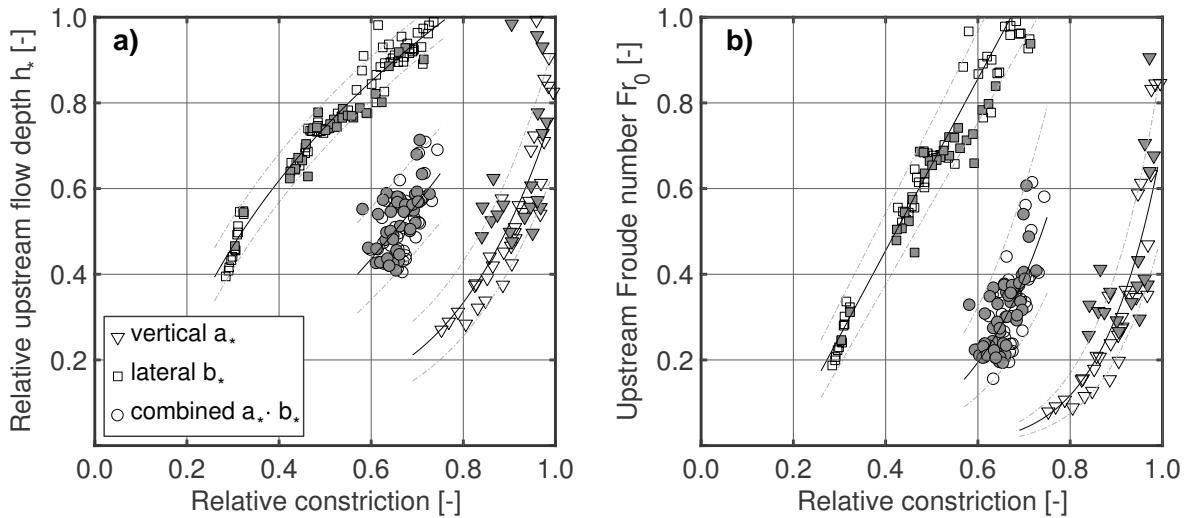 Relative upstream flow depth h* [-]
1.0
0.8
0.6
0.4
0.2
a)
vertical a*
lateral b*
combined a* · b*
0.0 0.2 0.4 0.6 0.8 1.0
Relative constriction [-]
Upstream Froude number Fr0 [-]
1.0
0.8
0.6
0.4
0.2
b)
0.0 0.2 0.4 0.6 0.8 1.0
Relative constriction [-]